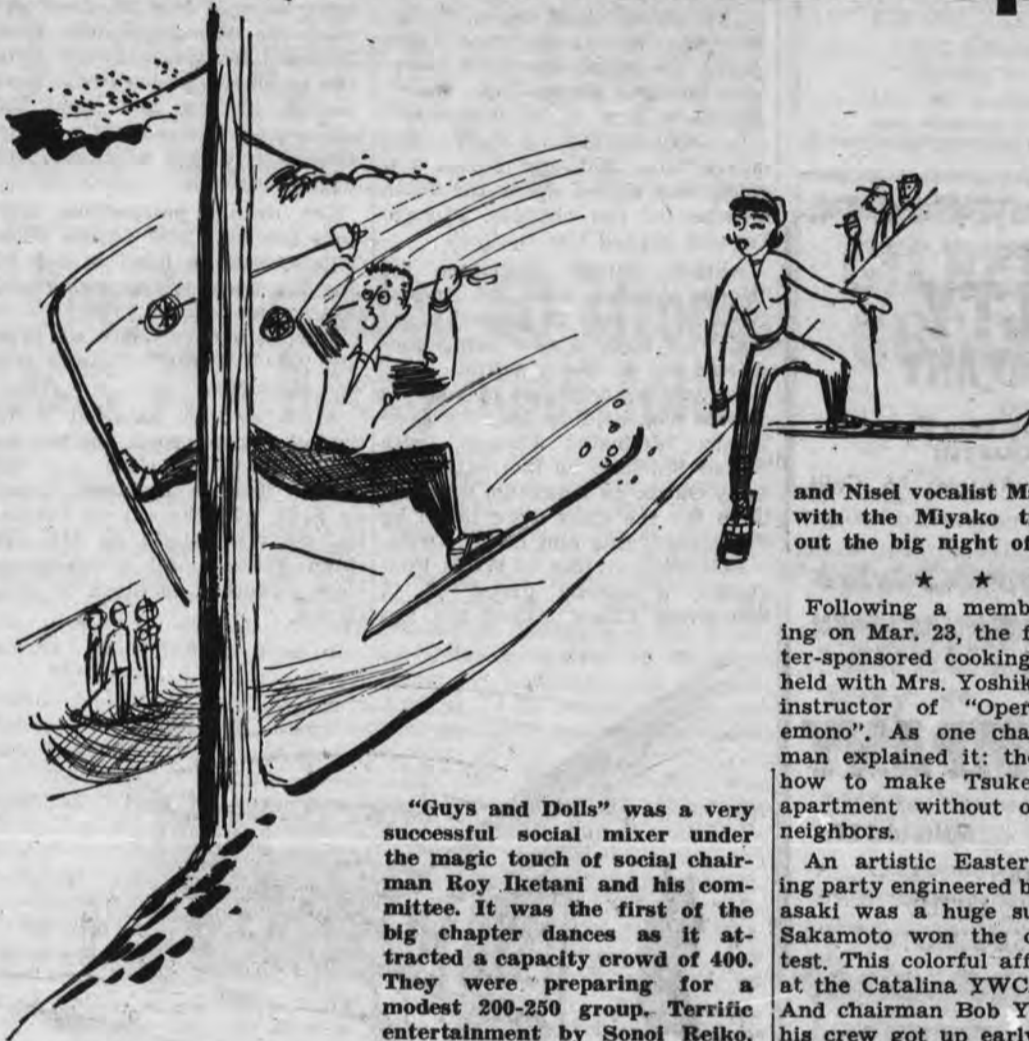 "Guys and Dolls" was a very
successful social mixer under
the magic touch of social chair-
man Roy Iketani and his com-
mittee. It was the first of the
big chapter dances as it at-
tracted a capacity crowd of 400.
They were preparing for a
modest 200-250 group. Terrific
entertainment by Sonoi Reiko,
and Nisei vocalist
with the Miyako
out the big night of
★ ★
Following a memb
ing on Mar. 23, the
ter-sponsored cooking
held with Mrs. Yoshik
instructor of "Oper
emono". As one cha
man explained it: the
how to make Tsuke
apartment without o
neighbors.
An artistic Easter
ing party engineered b
asaki was a huge su
Sakamoto won the c
test. This colorful aff
at the Catalina YWC
And chairman Bob Y
his crew got up early